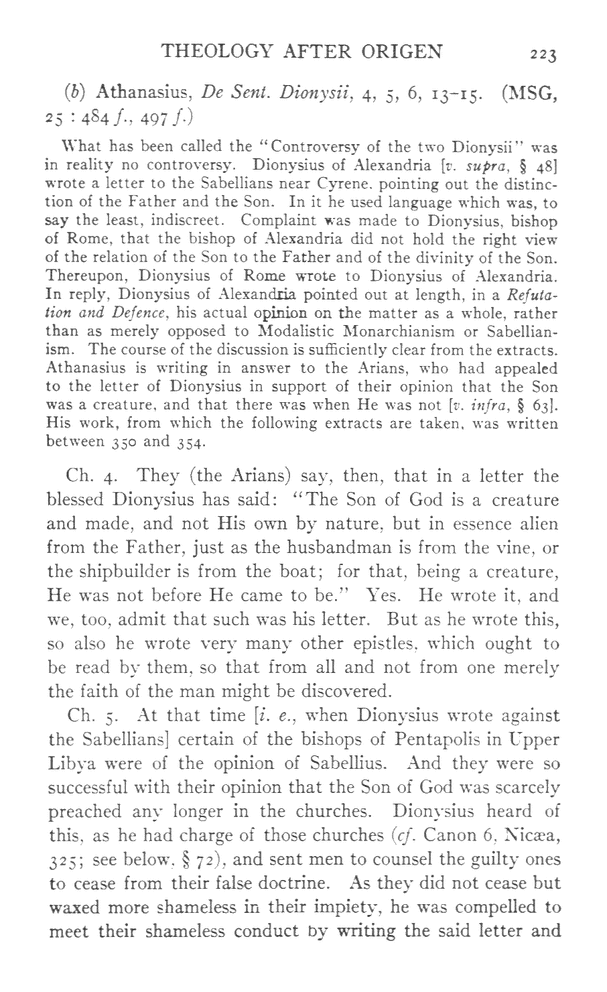 THEOLOGY AFTER ORIGEN 223
(b) Athanasius, De Sent. Dionysii, 4, 5, 6, 13–15. (MSG,
25 : 484 f., 497 f.)
What has been called the “Controversy of the two Dionysii” was
in reality no controversy. Dionysius of Alexandria [v. supra, § 48]
wrote a letter to the Sabellians near Cyrene. pointing out the distinc-
tion of the Father and the Son. In it he used language which was, to
say the least, indiscreet. Complaint was made to Dionysius, bishop
of Rome, that the bishop of Alexandria did not hold the right view
of the relation of the Son to the Father and of the divinity of the Son.
Thereupon, Dionysius of Rome wrote to Dionysius of Alexandria.
In reply, Dionysius of Alexandria pointed out at length, in a Refuta-
tion and Defence, his actual opinion on the matter as a whole, rather
than as merely opposed to Modalistic Monarchianism or Sabellian-
ism. The course of the discussion is sufficiently clear from the extracts.
Athanasius is writing in answer to the Arians, who had appealed
to the letter of Dionysius in support of their opinion that the Son
was a creature, and that there was when He was not [v. infra, § 63].
His work, from which the following extracts are taken, was written
between 350 and 354.
Ch. 4. They (the Arians) say, then, that in a letter the
blessed Dionysius has said: “The Son of God is a creature
and made, and not His own by nature, but in essence alien
from the Father, just as the husbandman is from the vine, or
the shipbuilder is from the boat; for that, being a creature,
He was not before He came to be.” Yes. He wrote it, and
we, too, admit that such was his letter. But as he wrote this,
so also he wrote very many other epistles, which ought to
be read by them, so that from all and not from one merely
the faith of the man might be discovered.
Ch. 5. At that time [i. e., when Dionysius wrote against
the Sabellians] certain of the bishops of Pentapolis in Upper
Libya were of the opinion of Sabellius. And they were so
successful with their opinion that the Son of God was scarcely
preached any longer in the churches. Dionysius heard of
this, as he had charge of those churches (cf. Canon 6, Nicæa,
325; see below, § 72), and sent men to counsel the guilty ones
to cease from their false doctrine. As they did not cease but
waxed more shameless in their impiety, he was compelled to
meet their shameless conduct by writing the said letter and